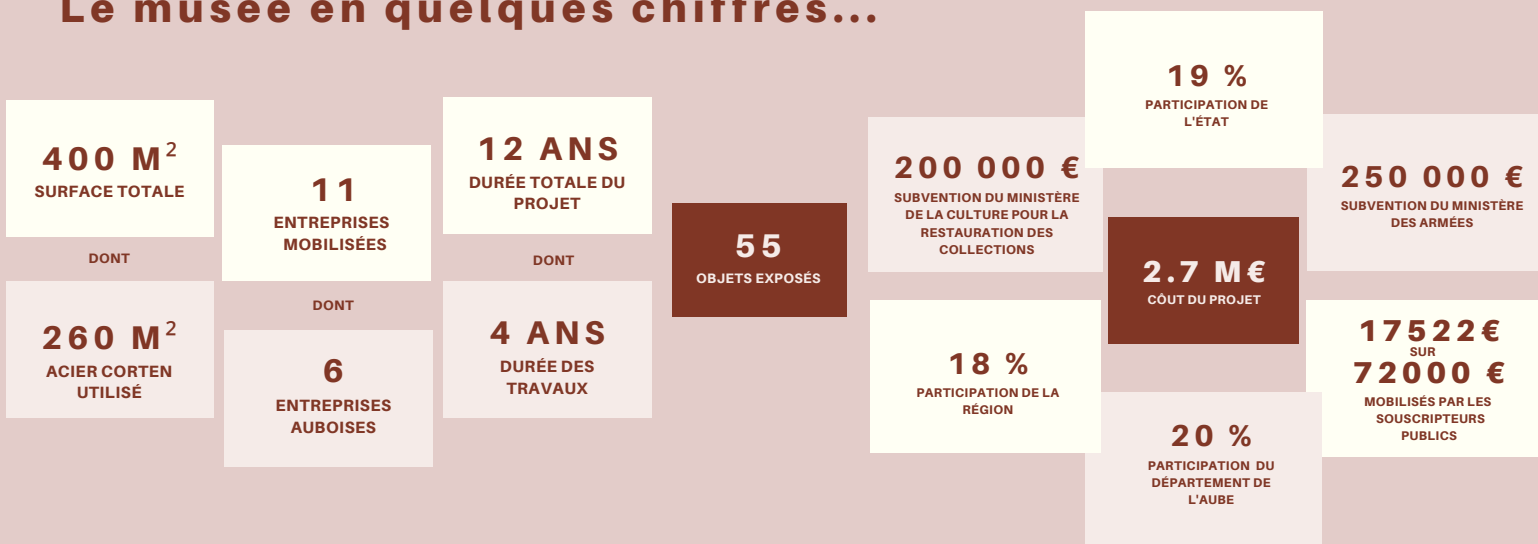 Le musée en quelques chiffres...
400 M²
SURFACE TOTALE
DONT
260 M²
ACIER CORTEN
UTILISÉ
11
ENTREPRISES
MOBILISÉES
DONT
6
ENTREPRISES
AUBOISES
12 ANS
DURÉE TOTALE DU
PROJET
DONT
4 ANS
DURÉE DES
TRAVAUX
55
OBJETS EXPOSÉS
200 000 €
SUBVENTION DU MINISTÈRE
DE LA CULTURE POUR LA
RESTAURATION DES
COLLECTIONS
18 %
PARTICIPATION DE LA
RÉGION
19 %
PARTICIPATION DE
L'ÉTAT
2.7 M€
CÔUT DU PROJET
20 %
PARTICIPATION DU
DÉPARTEMENT DE
L'AUBE
250 000 €
SUBVENTION DU MINISTÈRE
DES ARMÉES
17522€
SUR
72000 €
MOBILISÉS PAR LES
SOUSCRIPTEURS
PUBLICS